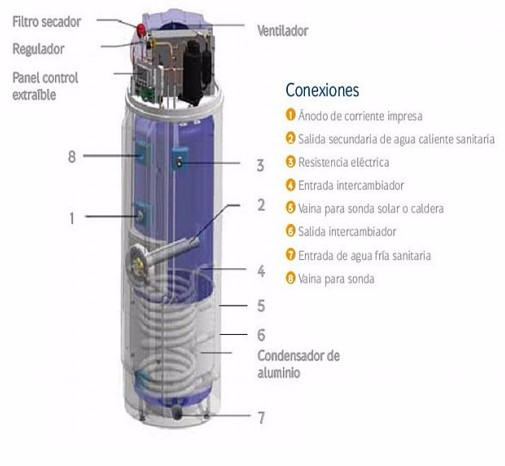 Filtro secador
Regulador
Panel control
extraíble
Ventilador
8
1
3
2
4
5
6
Condensador de
aluminio
7
Conexiones
1 Ánodo de corriente impresa
2 Salida secundaria de agua caliente sanitaria
3 Resistencia eléctrica
4 Entrada intercambiador
5 Vaina para sonda solar o caldera
6 Salida intercambiador
7 Entrada de agua fría sanitaria
8 Vaina para sonda